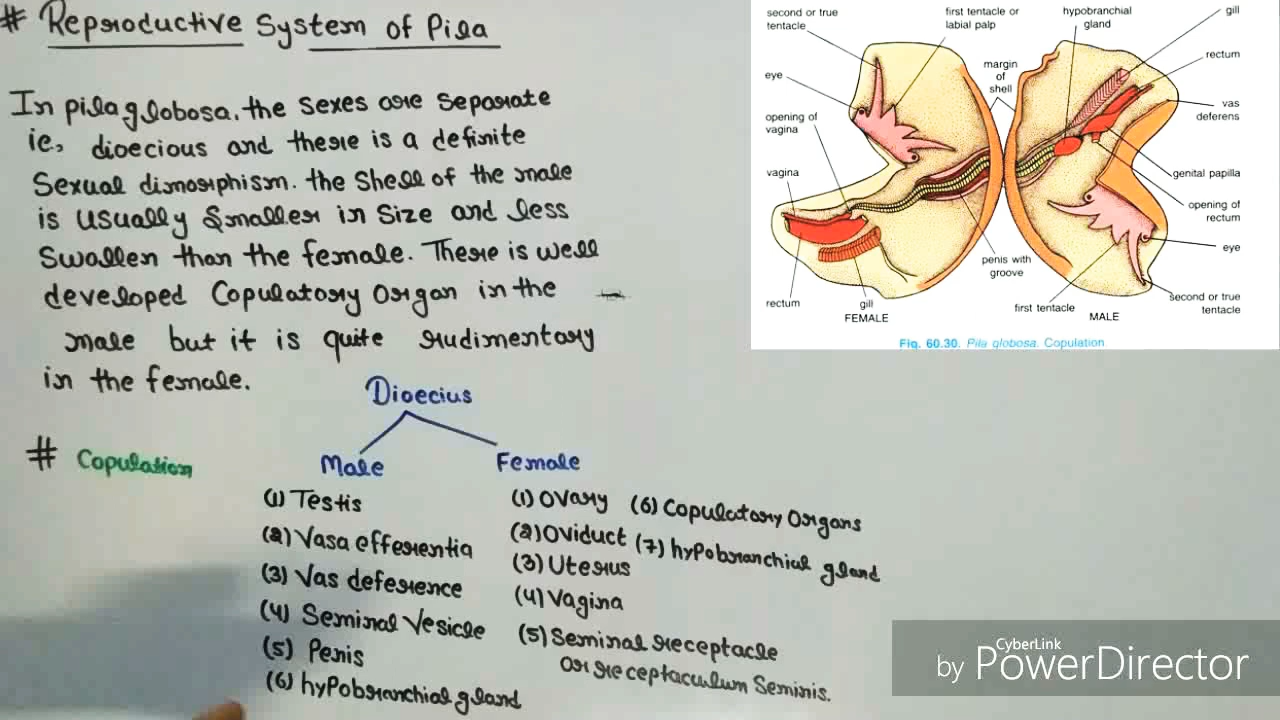 # Reproductive System of Pila
In pila globosa. the sexes are separate
ie, dioecious and there is a definite
Sexual dimorphism. the Shell of the male
is usually smaller in size and less
Swallen than the female. There is well
developed Copulatory organ in the
male but it is quite rudimentary
in the female.
# Copulation
Dioecius
Male
(1) Testis
(2) Vasa efferentia
(3) Vas deference
(4) Seminal Vesicle
(5) Penis
(6) hypobranchial gland
Female
(1) Ovary
(2) Oviduct
(3) Uterus
(4) Vagina
(5) Seminal receptacle
or receptaculum Seminis.
(6) Copulatory Organs
(7) hypobranchial gland
second or true
tentacle
first tentacle or
labial palp
hypobranchial
gland
gill
eye
margin
of
shell
rectum
opening of
vagina
vas
deferens
vagina
genital papilla
opening of
rectum
eye
penis with
groove
rectum
gill
first tentacle
second or true
tentacle
FEMALE
MALE
Fig. 60.30. Pila globosa. Copulation
by CyberLink
PowerDirector